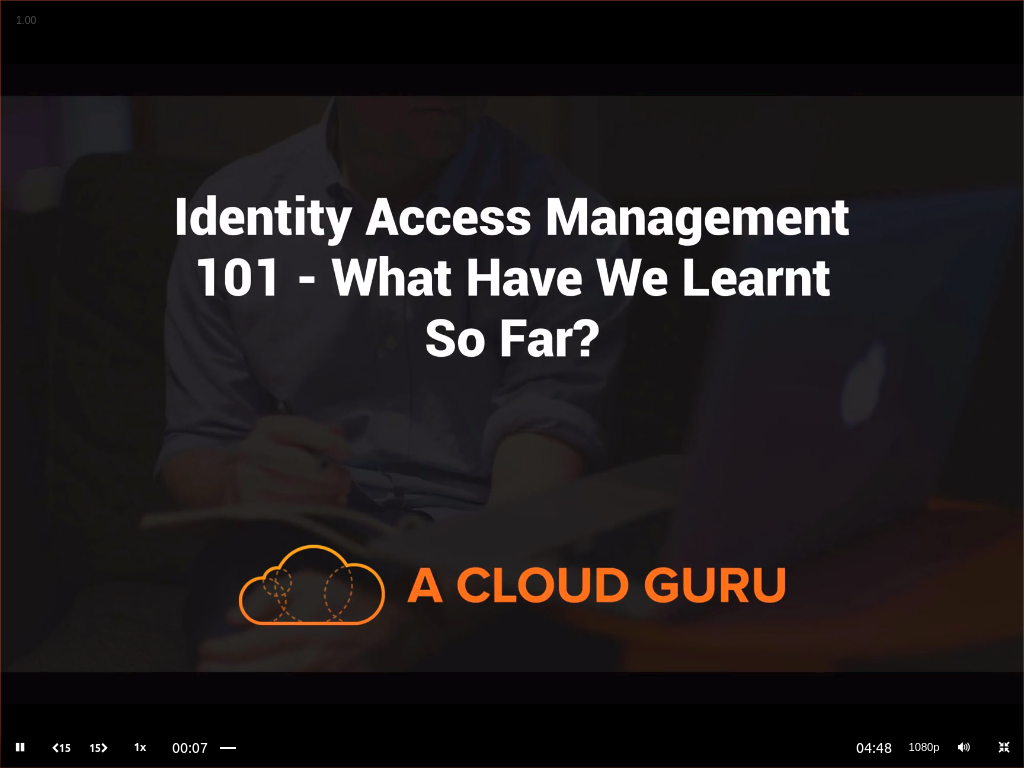 1.00
Identity Access Management
101 - What Have We Learnt
So Far?
A CLOUD GURU
15 15 1x 00:07 04:48 1080p